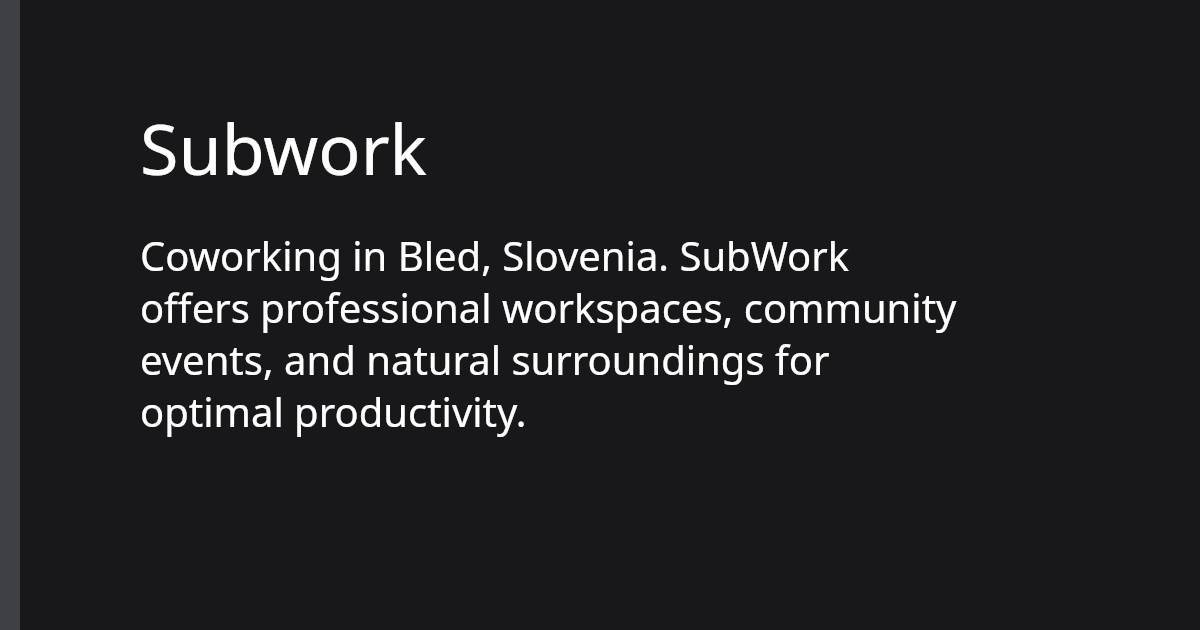 Subwork
Coworking in Bled, Slovenia. SubWork
offers professional workspaces, community
events, and natural surroundings for
optimal productivity.